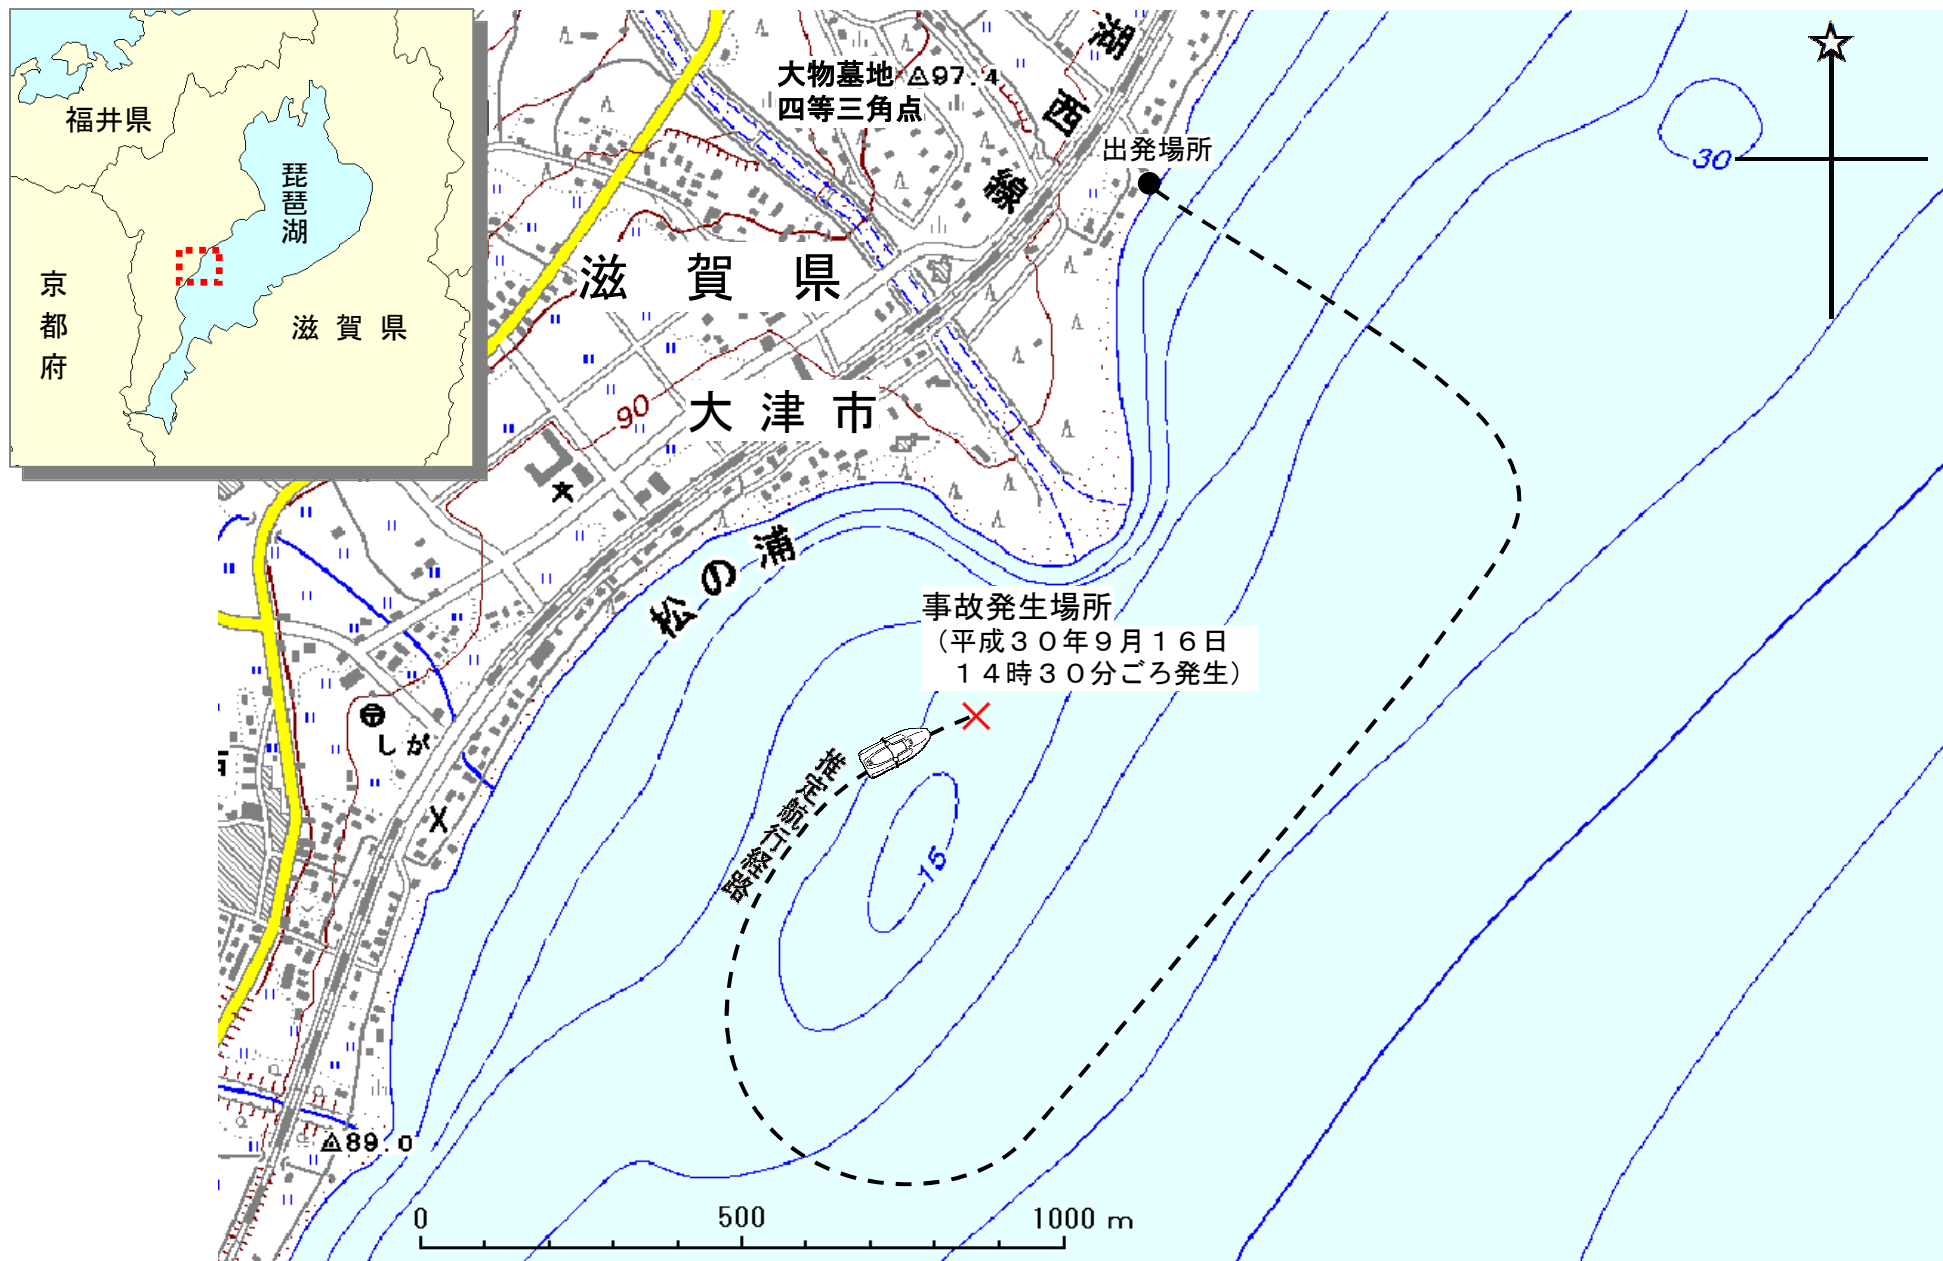 福井県
琵琶湖
京都府
滋賀県
大物墓地 97.4
四等三角点
湖西線
出発場所
30
滋賀県
90
大津市
松の浦
事故発生場所
（平成３０年９月１６日
１４時３０分ごろ発生）
しが
推定航行経路
15
89.0
0 500 1000 m